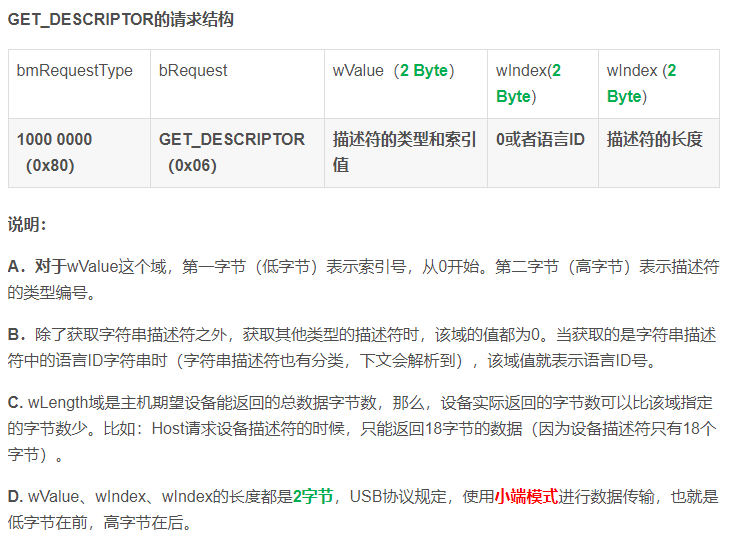 GET_DESCRIPTOR的请求结构
bmRequestType bRequest wValue（2 Byte） wIndex(2 Byte) wIndex (2 Byte)
1000 0000（0x80） GET_DESCRIPTOR（0x06） 描述符的类型和索引值 0或者语言ID 描述符的长度
说明：
A．对于wValue这个域，第一字节（低字节）表示索引号，从0开始。第二字节（高字节）表示描述符
的类型编号。
B．除了获取字符串描述符之外，获取其他类型的描述符时，该域的值都为0。当获取的是字符串描述
符中的语言ID字符串时（字符串描述符也有分类，下文会解析到），该域值就表示语言ID号。
C. wLength域是主机期望设备能返回的总数据字节数，那么，设备实际返回的字节数可以比该域指定
的字节数少。比如：Host请求设备描述符的时候，只能返回18字节的数据（因为设备描述符只有18个
字节）。
D. wValue、wIndex、wIndex的长度都是2字节，USB协议规定，使用小端模式进行数据传输，也就是
低字节在前，高字节在后。